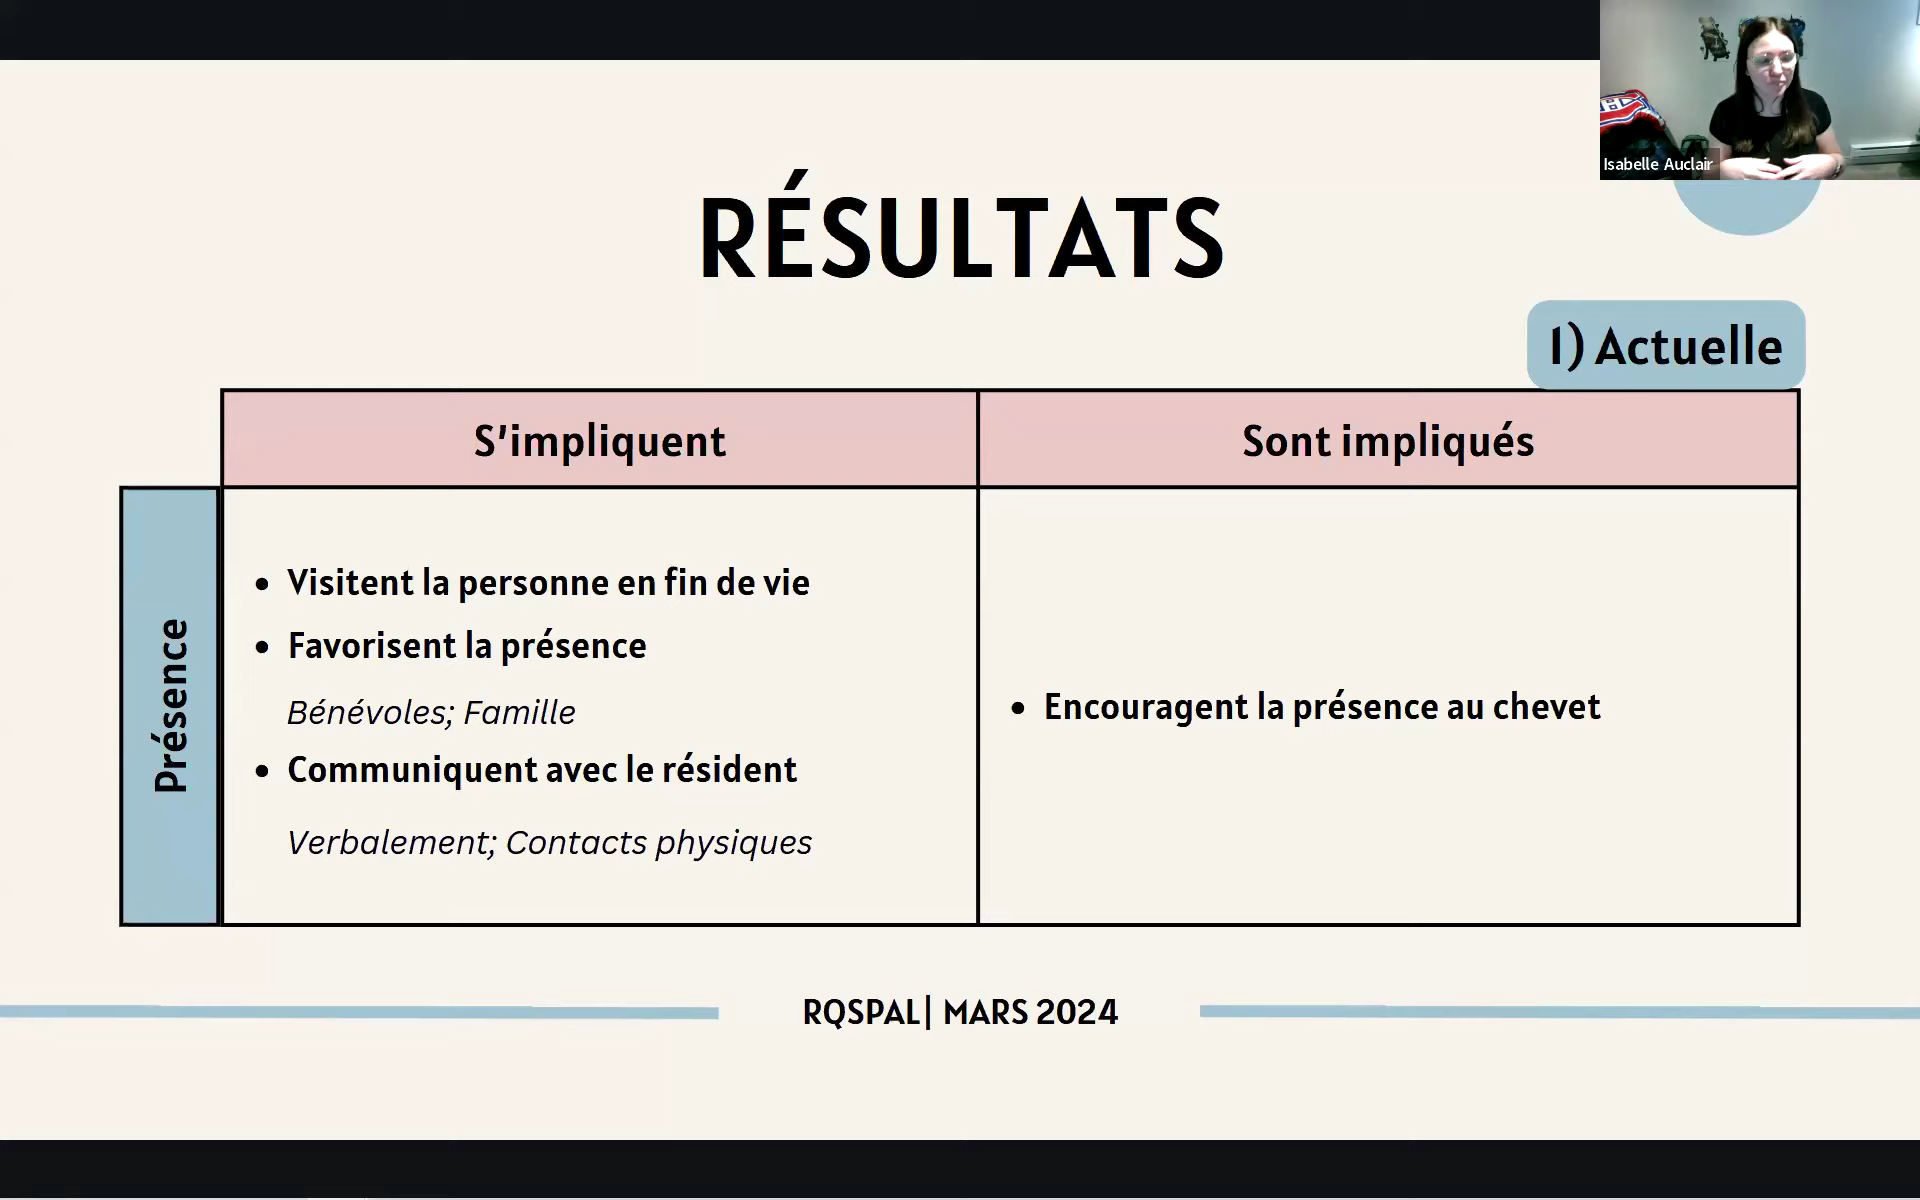 Isabelle Auclair
RÉSULTATS
1) Actuelle
S'impliquent
Sont impliqués
Présence
• Visitent la personne en fin de vie
• Favorisent la présence
Bénévoles; Famille
• Communiquent avec le résident
Verbalement; Contacts physiques
• Encouragent la présence au chevet
RQSPAL| MARS 2024